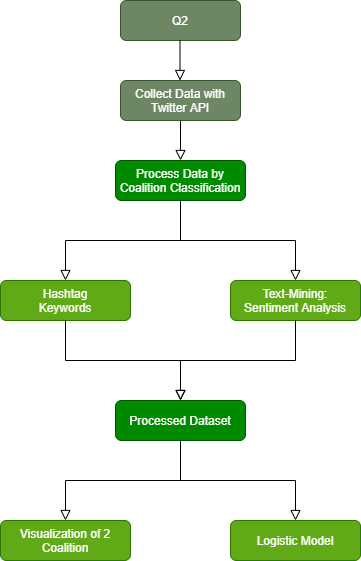 Q2
Collect Data with
Twitter API
Process Data by
Coalition Classification
Hashtag
Keywords
Text-Mining:
Sentiment Analysis
Processed Dataset
Visualization of 2
Coalition
Logistic Model